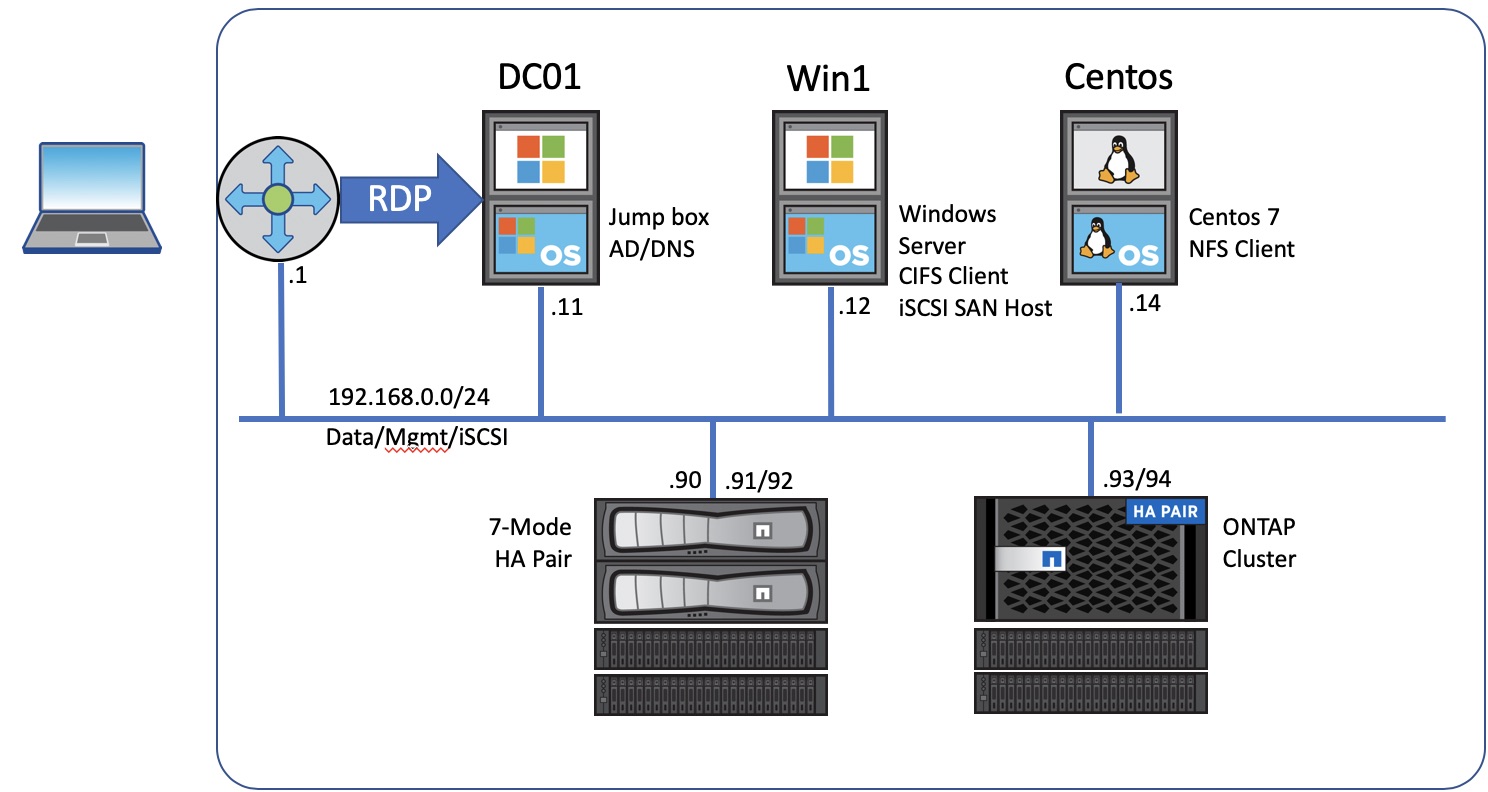 DC01
Win1
Centos
RDP
OS
Jump box
AD/DNS
OS
Windows
Server
CIFS Client
iSCSI SAN Host
OS
Centos 7
NFS Client
.1
.11
.12
.14
192.168.0.0/24
Data/Mgmt/iSCSI
.90
.91/92
.93/94
7-Mode
HA Pair
HA PAIR
ONTAP
Cluster